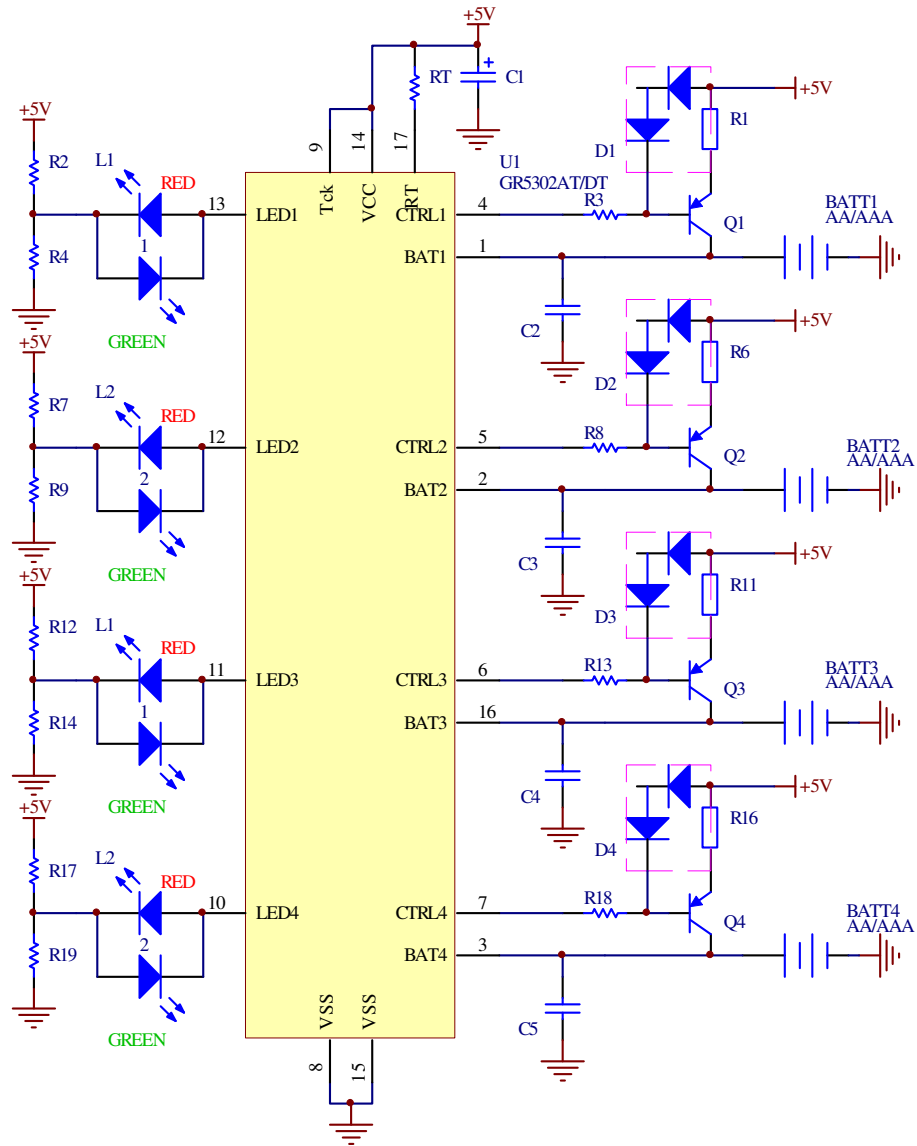 +5V
RT
C1
+5V
R2
L1
RED
1
R4
GREEN
13
9
14
17
Tck
VCC
RT
U1
GR5302AT/DT
LED1
CTRL1
4
R3
D1
R1
+5V
Q1
BATT1
AA/AAA
BAT1
1
C2
+5V
R7
L2
RED
2
R9
GREEN
12
LED2
CTRL2
5
R8
D2
R6
+5V
Q2
BATT2
AA/AAA
BAT2
2
C3
+5V
R12
L1
RED
1
R14
GREEN
11
LED3
CTRL3
6
R13
D3
R11
+5V
Q3
BATT3
AA/AAA
BAT3
16
C4
+5V
R17
L2
RED
2
R19
GREEN
10
LED4
CTRL4
7
R18
D4
R16
+5V
Q4
BATT4
AA/AAA
BAT4
3
C5
VSS
VSS
8
15